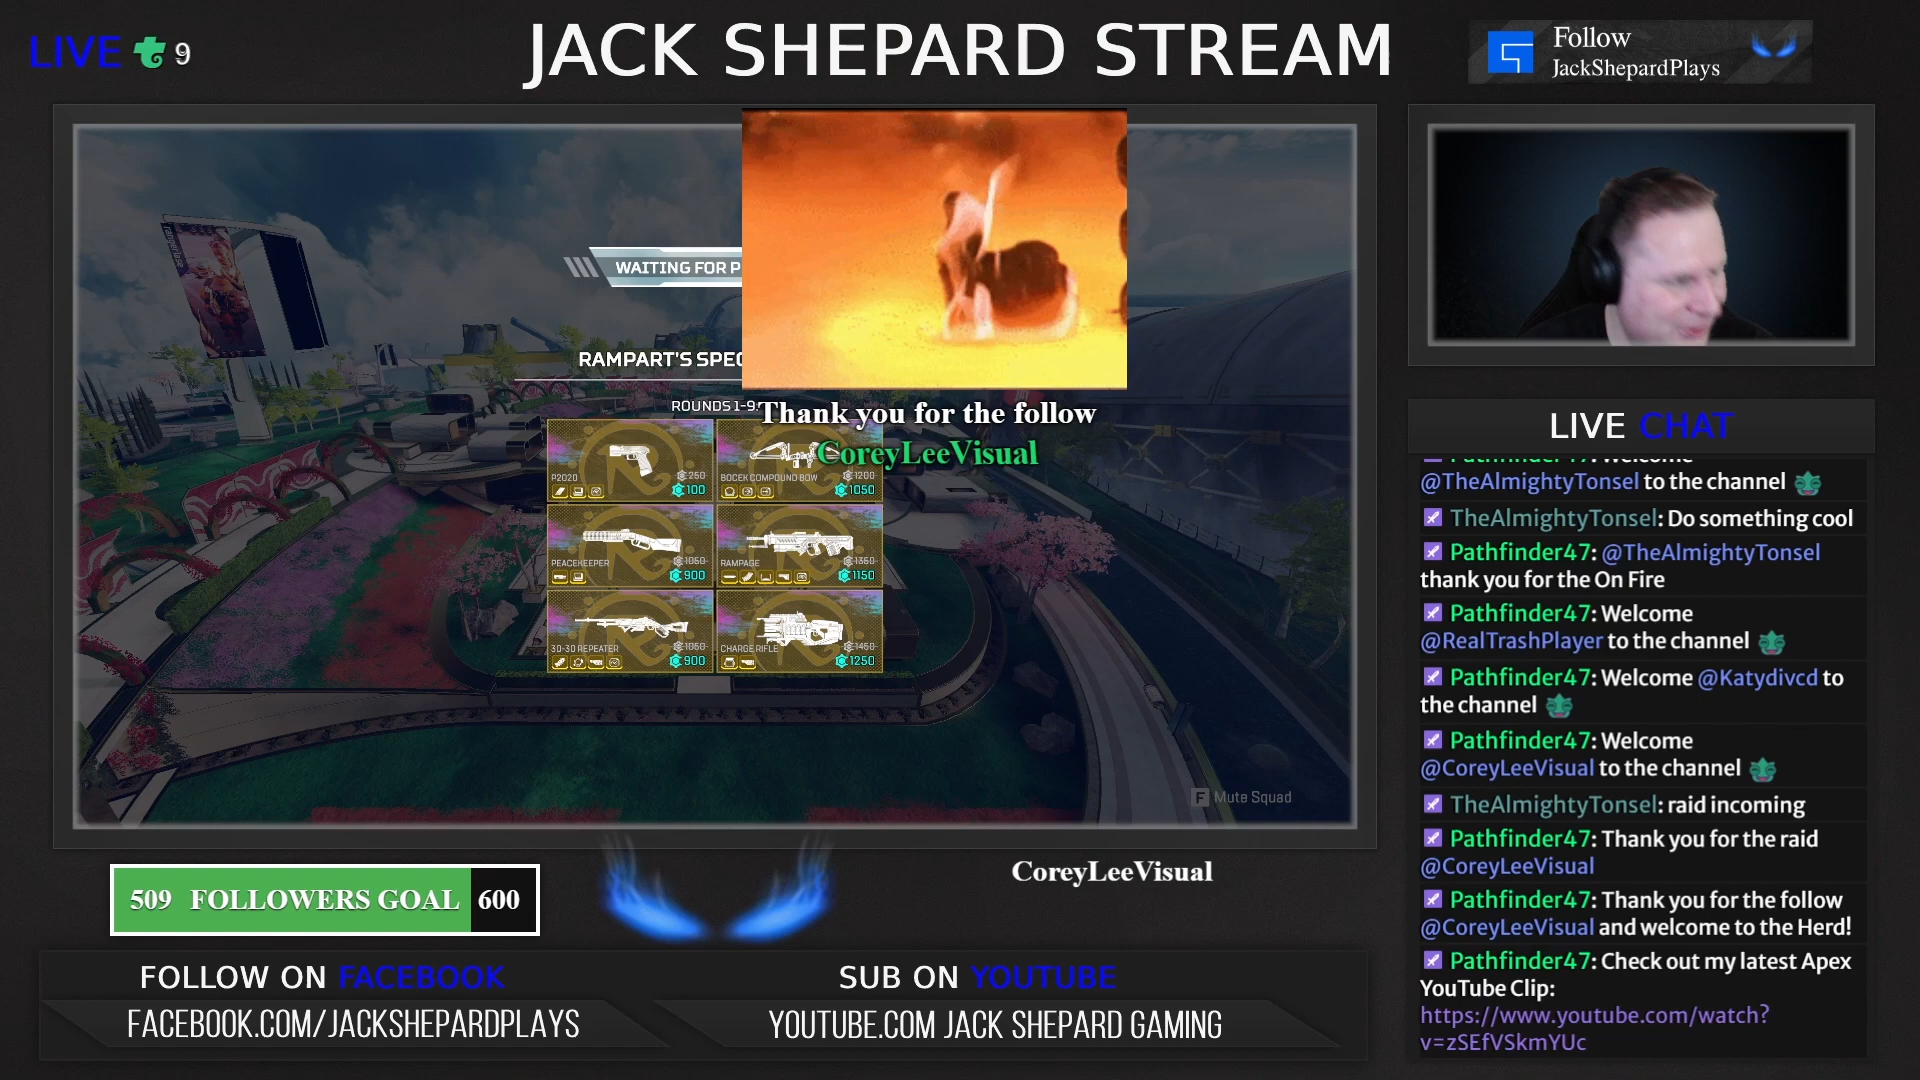 LIVE 9
JACK SHEPARD STREAM
Follow
JackShepardPlays
WAITING FOR P
RAMPART'S SPEC
ROUNDS 1-9:
Thank you for the follow
CoreyLeeVisual
P2020
250
100
BOCEK COMPOUND BOW
1200
1050
PEACEKEEPER
1050
900
RAMPAGE
1350
1150
30-30 REPEATER
1050
900
CHARGE RIFLE
1450
1250
F Mute Squad
CoreyLeeVisual
509 FOLLOWERS GOAL 600
FOLLOW ON FACEBOOK
FACEBOOK.COM/JACKSHEPARDPLAYS
SUB ON YOUTUBE
YOUTUBE.COM JACK SHEPARD GAMING
LIVE CHAT
Pathfinder47: Welcome
@TheAlmightyTonsel to the channel
TheAlmightyTonsel: Do something cool
Pathfinder47: @TheAlmightyTonsel
thank you for the On Fire
Pathfinder47: Welcome
@RealTrashPlayer to the channel
Pathfinder47: Welcome @Katydivcd to
the channel
Pathfinder47: Welcome
@CoreyLeeVisual to the channel
TheAlmightyTonsel: raid incoming
Pathfinder47: Thank you for the raid
@CoreyLeeVisual
Pathfinder47: Thank you for the follow
@CoreyLeeVisual and welcome to the Herd!
Pathfinder47: Check out my latest Apex
YouTube Clip:
https://www.youtube.com/watch?
v=zSEfVSkmYUc